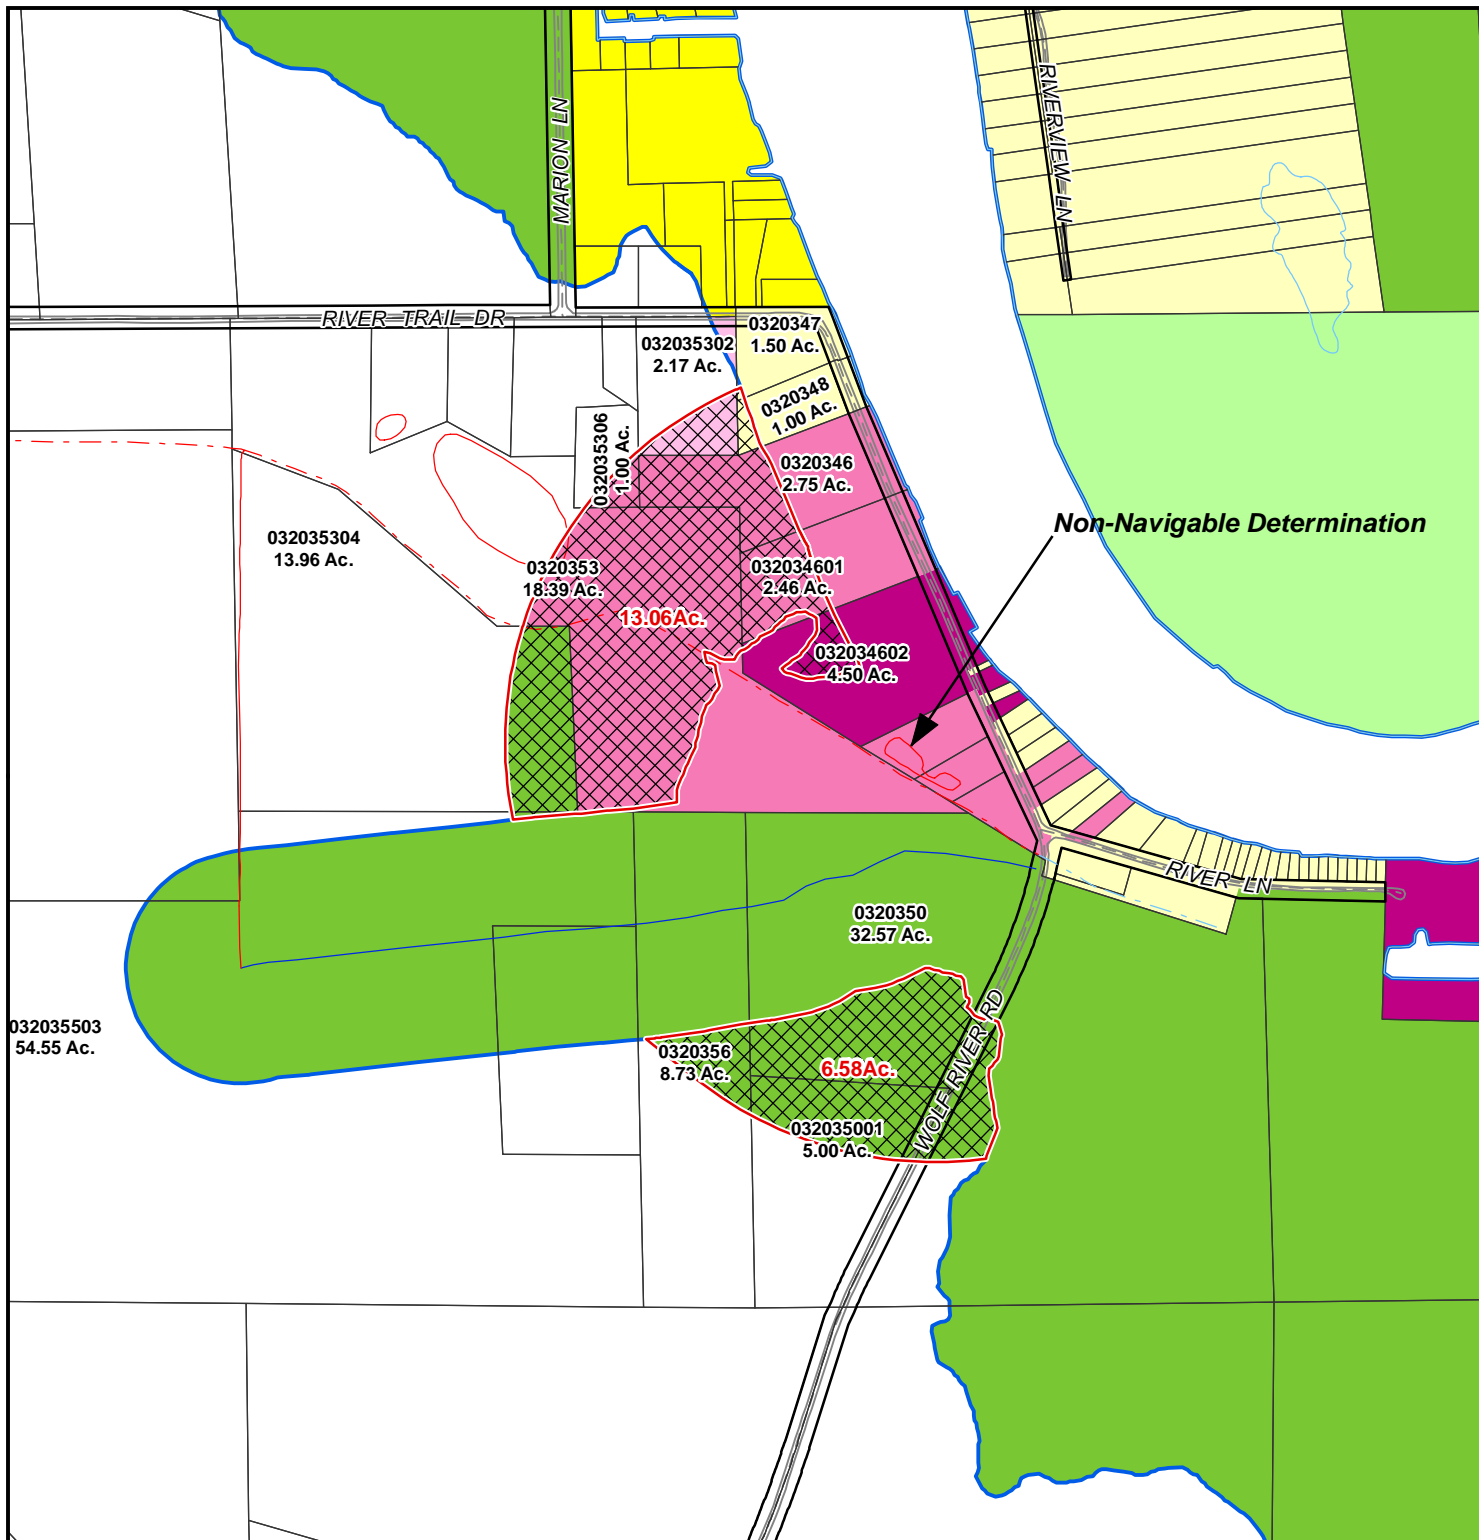 MARION LN
RIVERVIEW LN
RIVER TRAIL DR
0320347
1.50 Ac.
032035302
2.17 Ac.
0320348
1.00 Ac.
032035306
1.00 Ac.
0320346
2.75 Ac.
Non-Navigable Determination
032035304
13.96 Ac.
0320353
18.39 Ac.
032034601
2.46 Ac.
13.06Ac.
032034602
4.50 Ac.
RIVER LN
0320350
32.57 Ac.
032035503
54.55 Ac.
0320356
8.73 Ac.
6.58Ac.
WOLF RIVER RD
032035001
5.00 Ac.